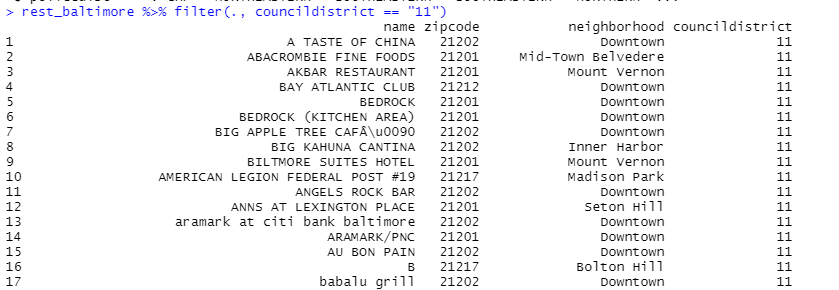 > rest_baltimore %>% filter(., councildistrict == "11")
name zipcode neighborhood councildistrict
1 A TASTE OF CHINA 21202 Downtown 11
2 ABACROMBIE FINE FOODS 21201 Mid-Town Belvedere 11
3 AKBAR RESTAURANT 21201 Mount Vernon 11
4 BAY ATLANTIC CLUB 21212 Downtown 11
5 BEDROCK 21201 Downtown 11
6 BEDROCK (KITCHEN AREA) 21201 Downtown 11
7 BIG APPLE TREE CAFÃ\u0090 21202 Downtown 11
8 BIG KAHUNA CANTINA 21202 Inner Harbor 11
9 BILTMORE SUITES HOTEL 21201 Mount Vernon 11
10 AMERICAN LEGION FEDERAL POST #19 21217 Madison Park 11
11 ANGELS ROCK BAR 21202 Downtown 11
12 ANNS AT LEXINGTON PLACE 21201 Seton Hill 11
13 aramark at citi bank baltimore 21202 Downtown 11
14 ARAMARK/PNC 21201 Downtown 11
15 AU BON PAIN 21202 Downtown 11
16 B 21217 Bolton Hill 11
17 babalu grill 21202 Downtown 11